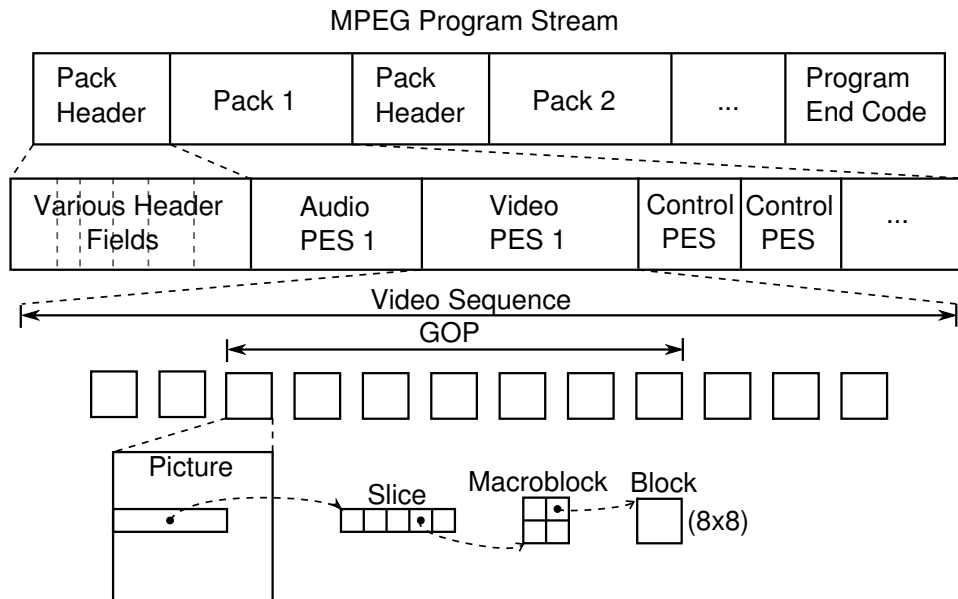 MPEG Program Stream
Pack
Header
Pack 1
Pack
Header
Pack 2
...
Program
End Code
Various Header
Fields
Audio
PES 1
Video
PES 1
Control
PES
Control
PES
...
Video Sequence
GOP
Picture
Slice
Macroblock
Block
(8x8)